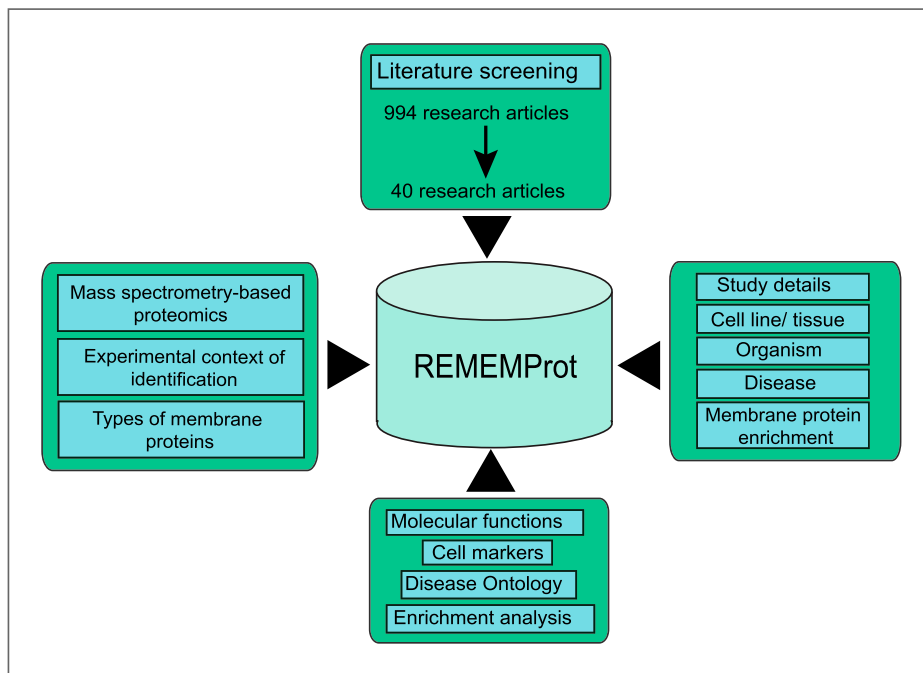 Literature screening
994 research articles
40 research articles
Mass spectrometry-based
proteomics
Experimental context of
identification
Types of membrane
proteins
REMEMProt
Study details
Cell line/ tissue
Organism
Disease
Membrane protein
enrichment
Molecular functions
Cell markers
Disease Ontology
Enrichment analysis